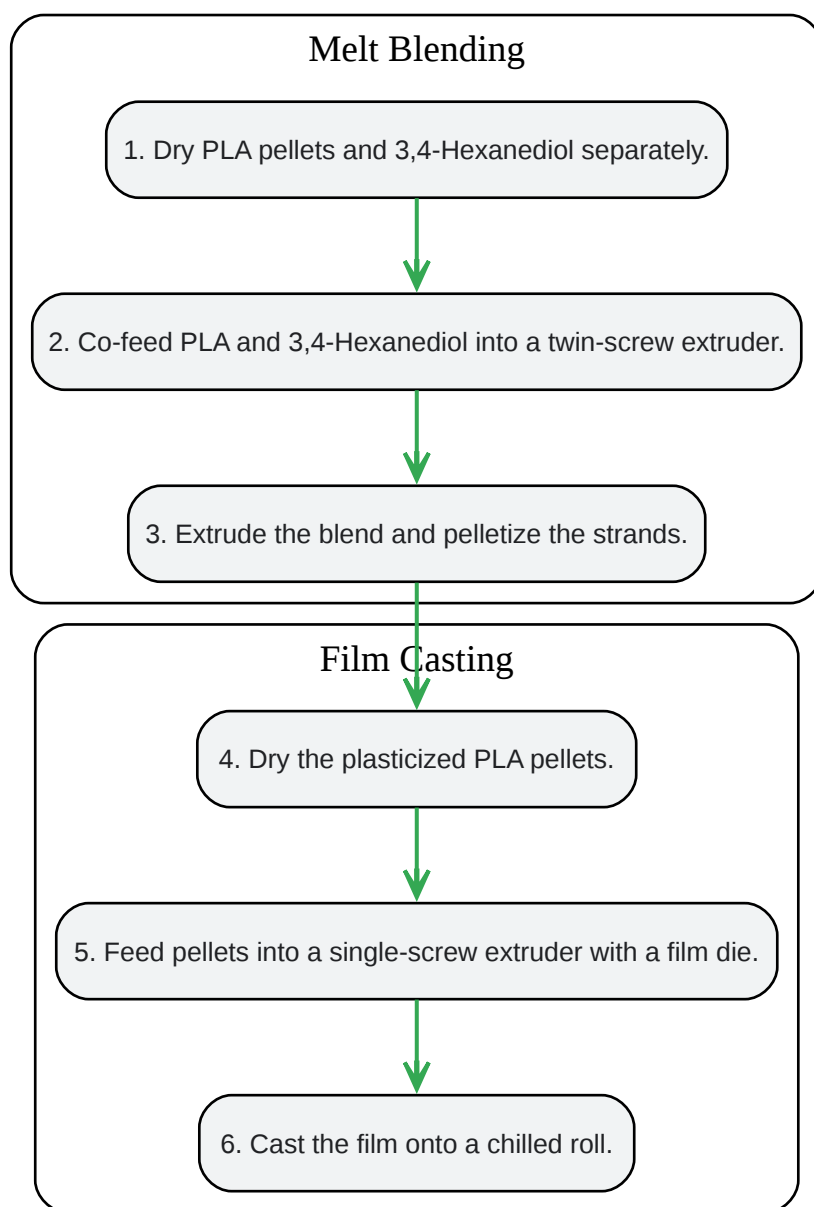 Melt Blending
1. Dry PLA pellets and 3,4-Hexanediol separately.
2. Co-feed PLA and 3,4-Hexanediol into a twin-screw extruder.
3. Extrude the blend and pelletize the strands.
Film Casting
4. Dry the plasticized PLA pellets.
5. Feed pellets into a single-screw extruder with a film die.
6. Cast the film onto a chilled roll.